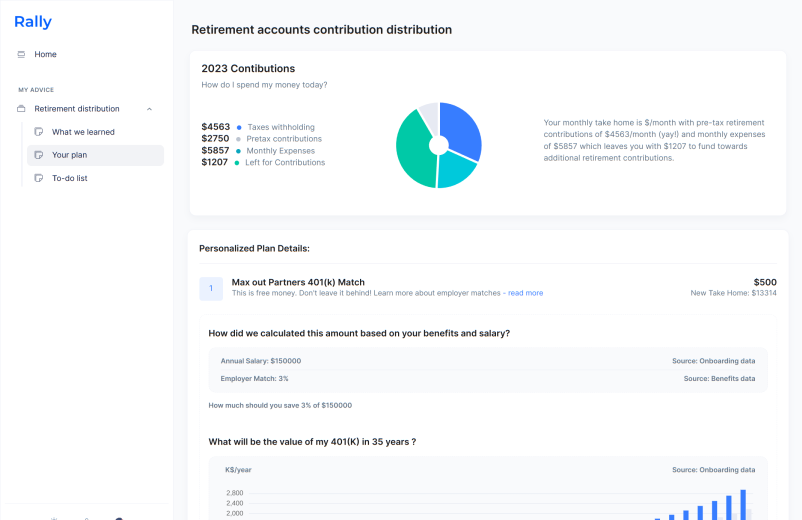 Rally
Home
MY ADVICE
Retirement distribution
What we learned
Your plan
To-do list
Retirement accounts contribution distribution
2023 Contibutions
How do I spend my money today?
$4563 Taxes withholding
$2750 Pretax contributions
$5857 Monthly Expenses
$1207 Left for Contributions
Your monthly take home is $/month with pre-tax retirement
contributions of $4563/month (yay!) and monthly expenses
of $5857 which leaves you with $1207 to fund towards
additional retirement contributions.
Personalized Plan Details:
1
Max out Partners 401(k) Match
$500
This is free money. Don't leave it behind! Learn more about employer matches - read more
New Take Home: $13314
How did we calculated this amount based on your benefits and salary?
Annual Salary: $150000
Source: Onboarding data
Employer Match: 3%
Source: Benefits data
How much should you save 3% of $150000
What will be the value of my 401(K) in 35 years ?
K$/year
Source: Onboarding data
2,800
2,400
2,000